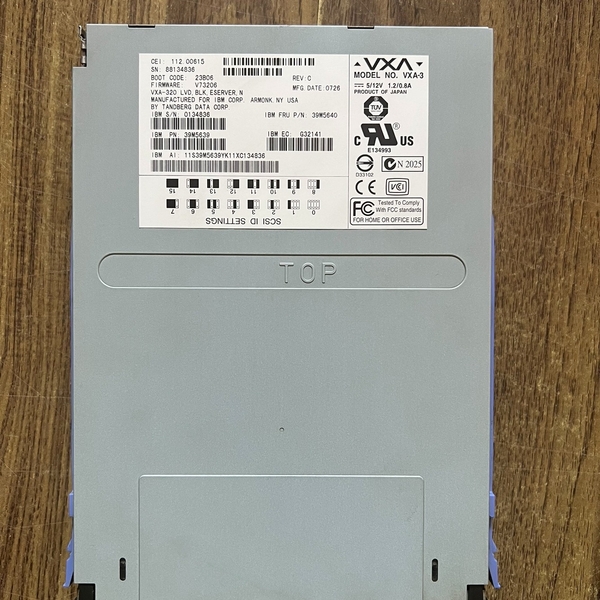 CEI: 112.00615
SN: 88134836
BOOT CODE: 23B06 REV:C
FIRMWARE: V73206 MFG.DATE:0726
VXA-320 LVD,BLK,ESERVER,N
MANUFACTURED FOR IBM CORP. ARMONK,NY USA
BY TANDBERG DATA CORP
IBM S/N: 0134836 IBM FRU P/N: 39M5640
IBM PN: 39M5639 IBM EC: G32141
IBM AI: 11S39M5639YK11XC134836
VXA
MODEL NO. VXA-3
5/12V 1.2/0.8A
PRODUCT OF JAPAN
TÜV
C RU ® US
E134993
D33102
N 2025
CE VCI
FC Tested To Comply
With FCC standards
FOR HOME OR OFFICE USE
15 14 13 12 11 10 9 8
7 6 5 4 3 2 1 0
SCSI ID SETTINGS
TOP